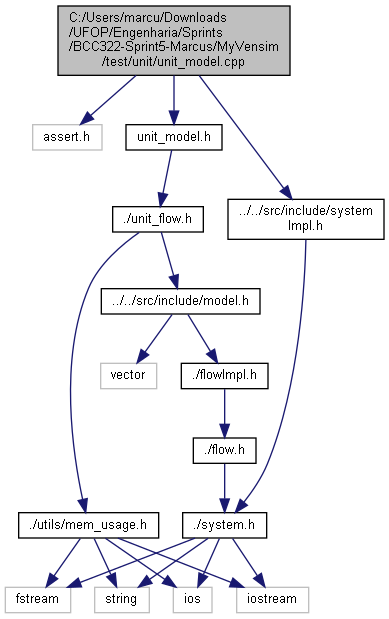 C:/Users/marcu/Downloads
/UFOP/Engenharia/Sprints
/BCC322-Sprint5-Marcus/MyVensim
/test/unit/unit_model.cpp
assert.h
unit_model.h
../../src/include/system
Impl.h
./unit_flow.h
../../src/include/model.h
vector
./flowImpl.h
./flow.h
./utils/mem_usage.h
./system.h
fstream
string
ios
iostream